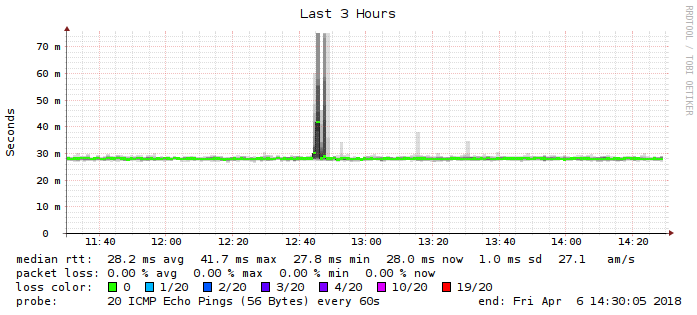 Last 3 Hours
RRDTOOL / TOBI OETIKER
Seconds
70 m
60 m
50 m
40 m
30 m
20 m
10 m
0
11:40 12:00 12:20 12:40 13:00 13:20 13:40 14:00 14:20
median rtt: 28.2 ms avg 41.7 ms max 27.8 ms min 28.0 ms now 1.0 ms sd 27.1 am/s
packet loss: 0.00 % avg 0.00 % max 0.00 % min 0.00 % now
loss color: 0 1/20 2/20 3/20 4/20 10/20 19/20
probe: 20 ICMP Echo Pings (56 Bytes) every 60s end: Fri Apr 6 14:30:05 2018